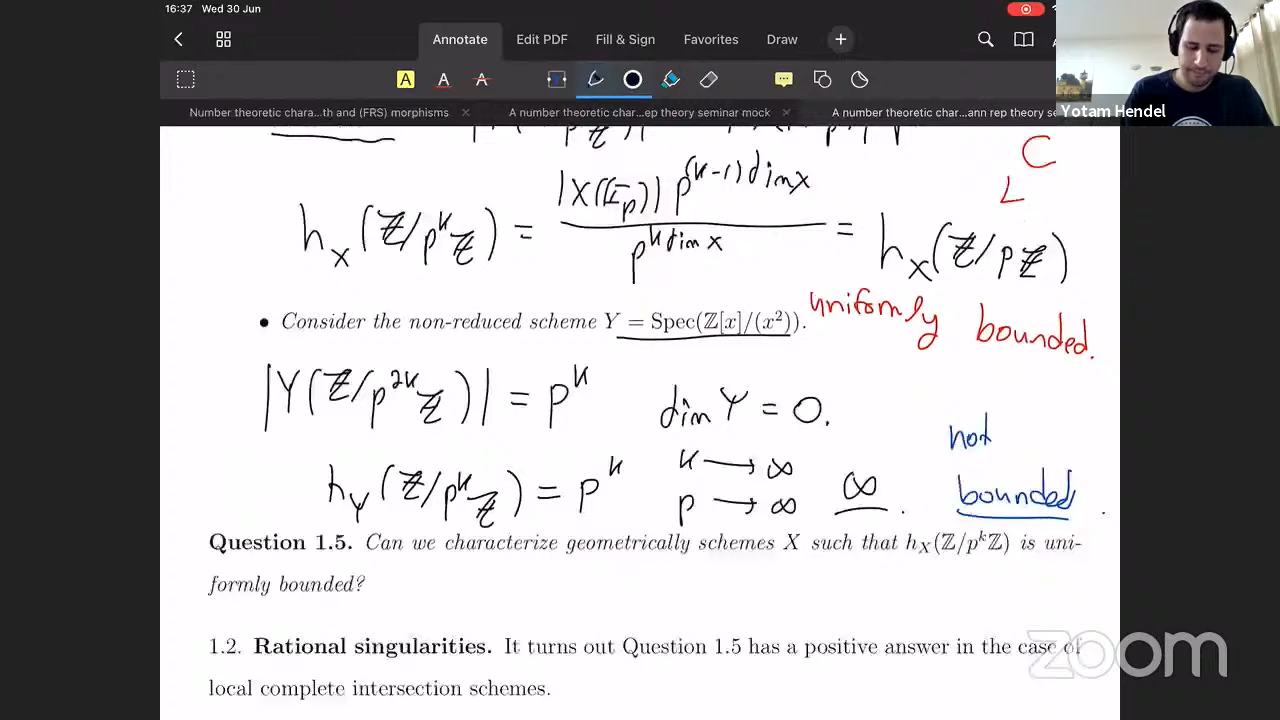 16:37 Wed 30 Jun
Annotate Edit PDF Fill & Sign Favorites Draw
Number theoretic chara...th and (FRS) morphisms
A number theoretic char...ep theory seminar mock
A number theoretic char...ann rep theory se
Yotam Hendel
|X(𝔽_p)| p^{(k-1) dim X}
C
h_X(ℤ/p^kℤ) = ———— = h_X(ℤ/pℤ)
p^{k dim X}
• Consider the non-reduced scheme Y = Spec(ℤ[x]/(x²)).
uniformly bounded.
|Y(ℤ/p^{2k}ℤ)| = p^k dim Y = 0.
not
h_Y(ℤ/p^kℤ) = p^k k → ∞
p → ∞ ∞. bounded.
Question 1.5. Can we characterize geometrically schemes X such that h_X(ℤ/p^kℤ) is uni-
formly bounded?
1.2. Rational singularities. It turns out Question 1.5 has a positive answer in the case of
local complete intersection schemes.
zoom